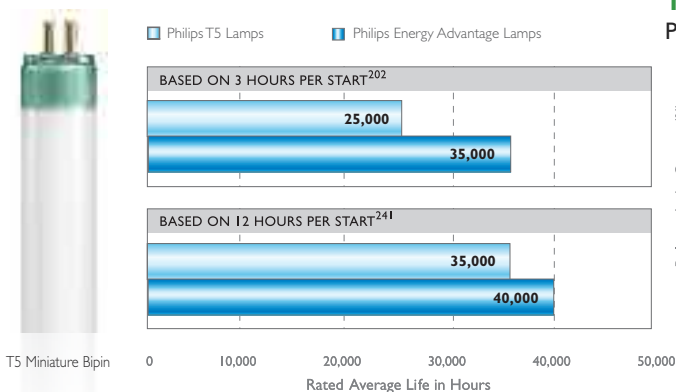 Philips T5 Lamps
Philips Energy Advantage Lamps
BASED ON 3 HOURS PER START202
25,000
35,000
BASED ON 12 HOURS PER START241
35,000
40,000
T5 Miniature Bipin
0 10,000 20,000 30,000 40,000 50,000
Rated Average Life in Hours